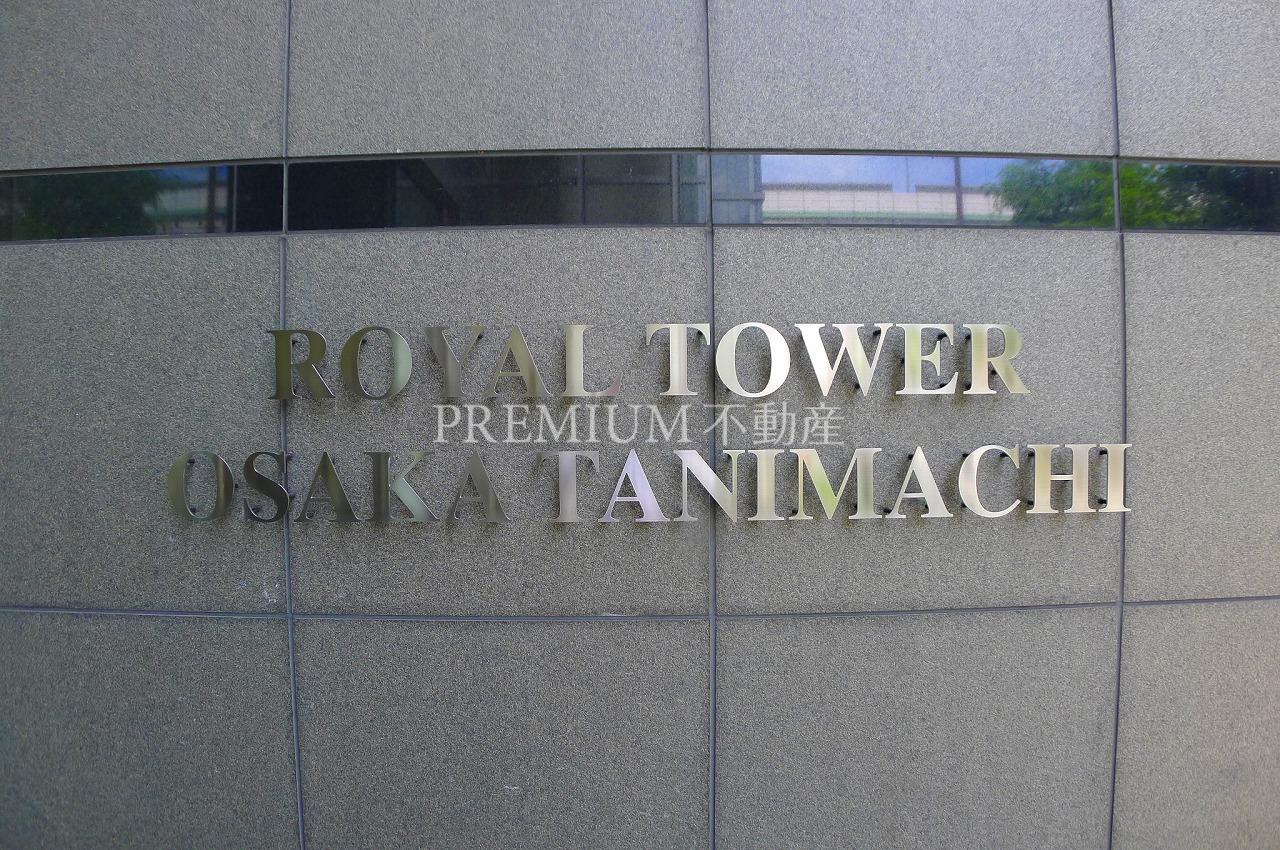 ROYAL TOWER
PREMIUM不動産
OSAKA TANIMACHI